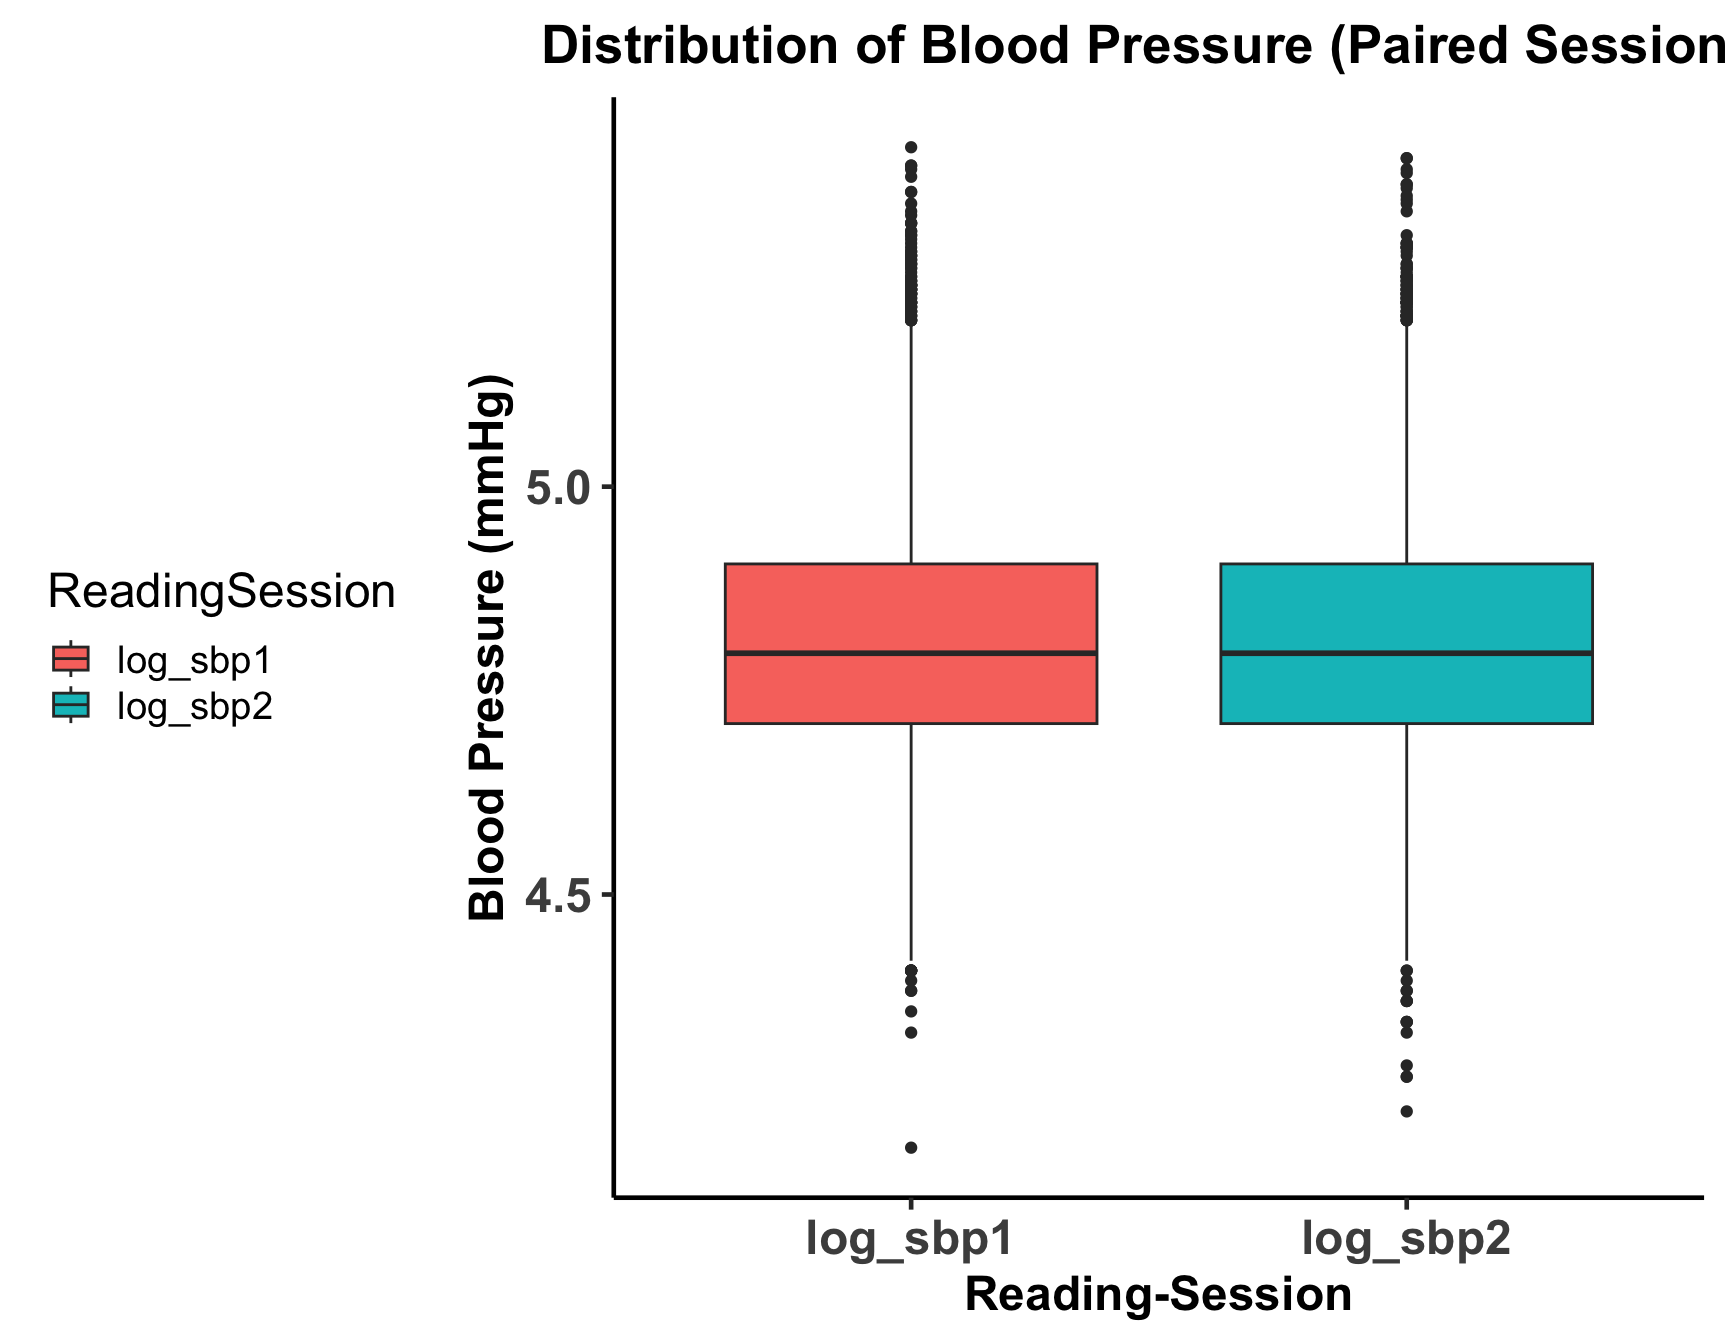 Distribution of Blood Pressure (Paired Session
Blood Pressure (mmHg)
5.0
4.5
ReadingSession
log_sbp1
log_sbp2
log_sbp1
log_sbp2
Reading-Session